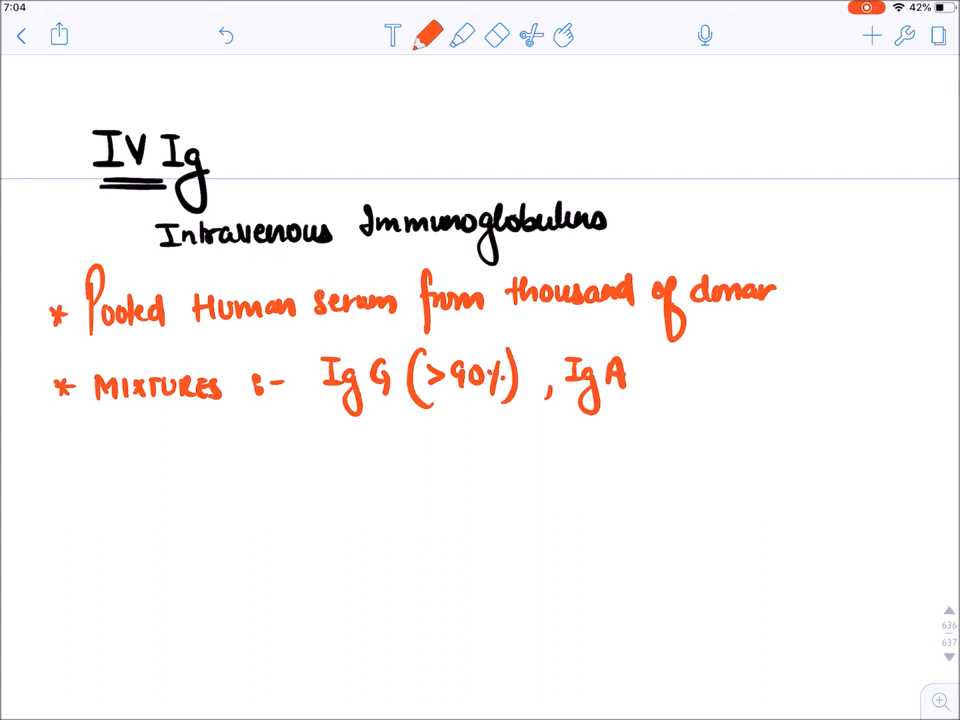 7:04
42%
T
IV Ig
Intravenous Immunoglobulins
* Pooled Human serum from thousand of donar
* MIXTURES :- IgG (>90%), IgA
636
637